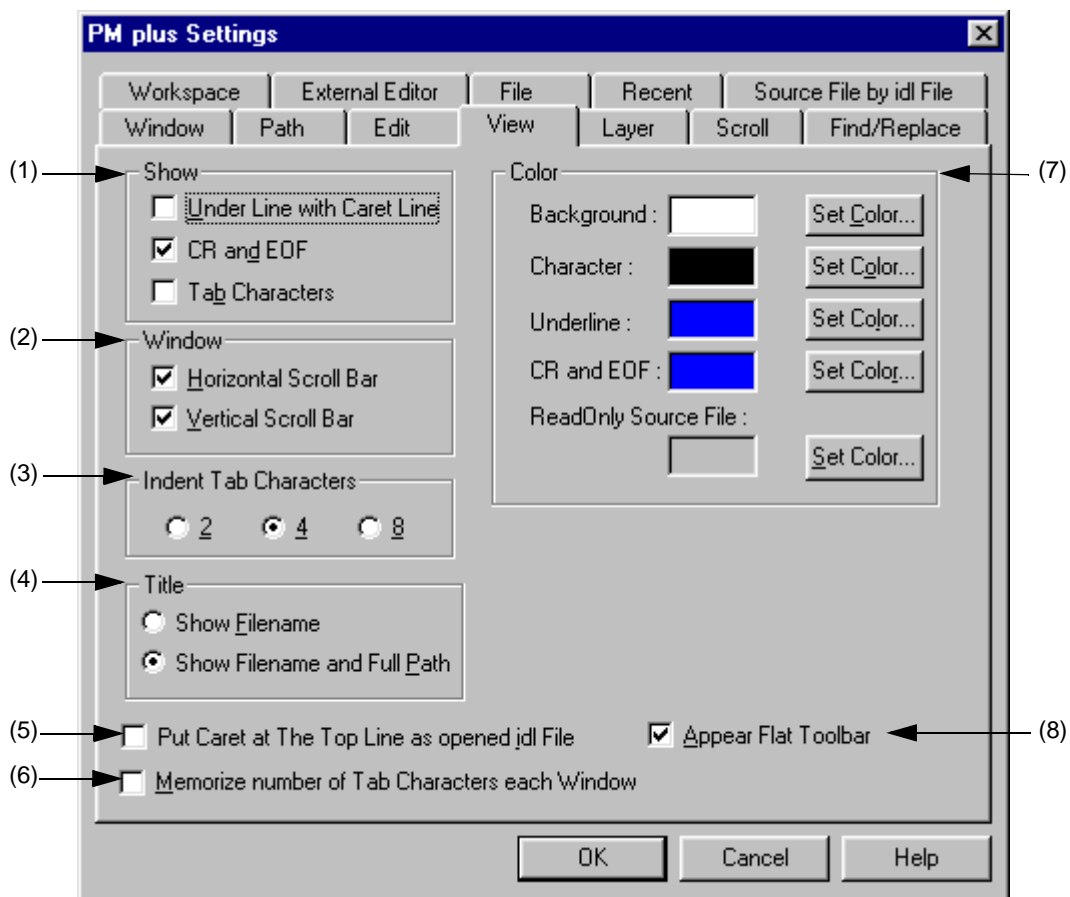 PM plus Settings
Workspace External Editor File Recent Source File by idl File
Window Path Edit View Layer Scroll Find/Replace
(1) Show
Under Line with Caret Line
CR and EOF
Tab Characters
(2) Window
Horizontal Scroll Bar
Vertical Scroll Bar
(3) Indent Tab Characters
2 4 8
(4) Title
Show Filename
Show Filename and Full Path
(5) Put Caret at The Top Line as opened idl File
(6) Memorize number of Tab Characters each Window
Color (7)
Background : Set Color...
Character : Set Color...
Underline : Set Color...
CR and EOF : Set Color...
ReadOnly Source File :
Set Color...
Appear Flat Toolbar (8)
OK Cancel Help